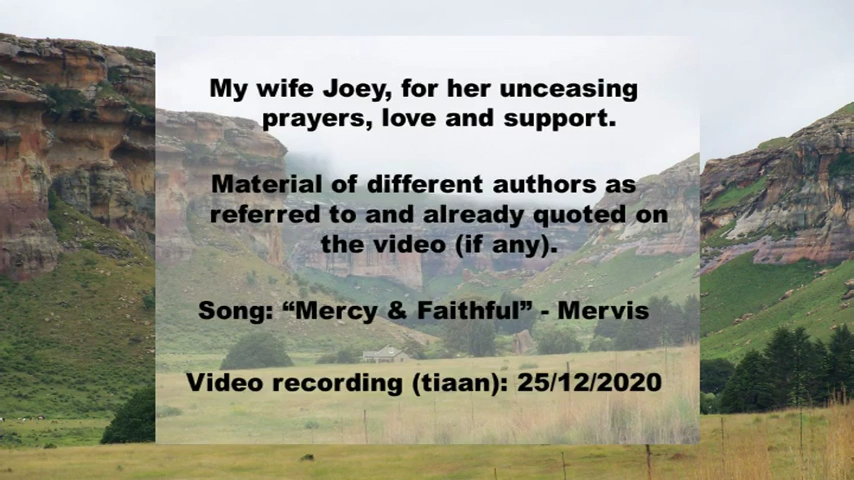 My wife Joey, for her unceasing
prayers, love and support.
Material of different authors as
referred to and already quoted on
the video (if any).
Song: “Mercy & Faithful” - Mervis
Video recording (tiaan): 25/12/2020